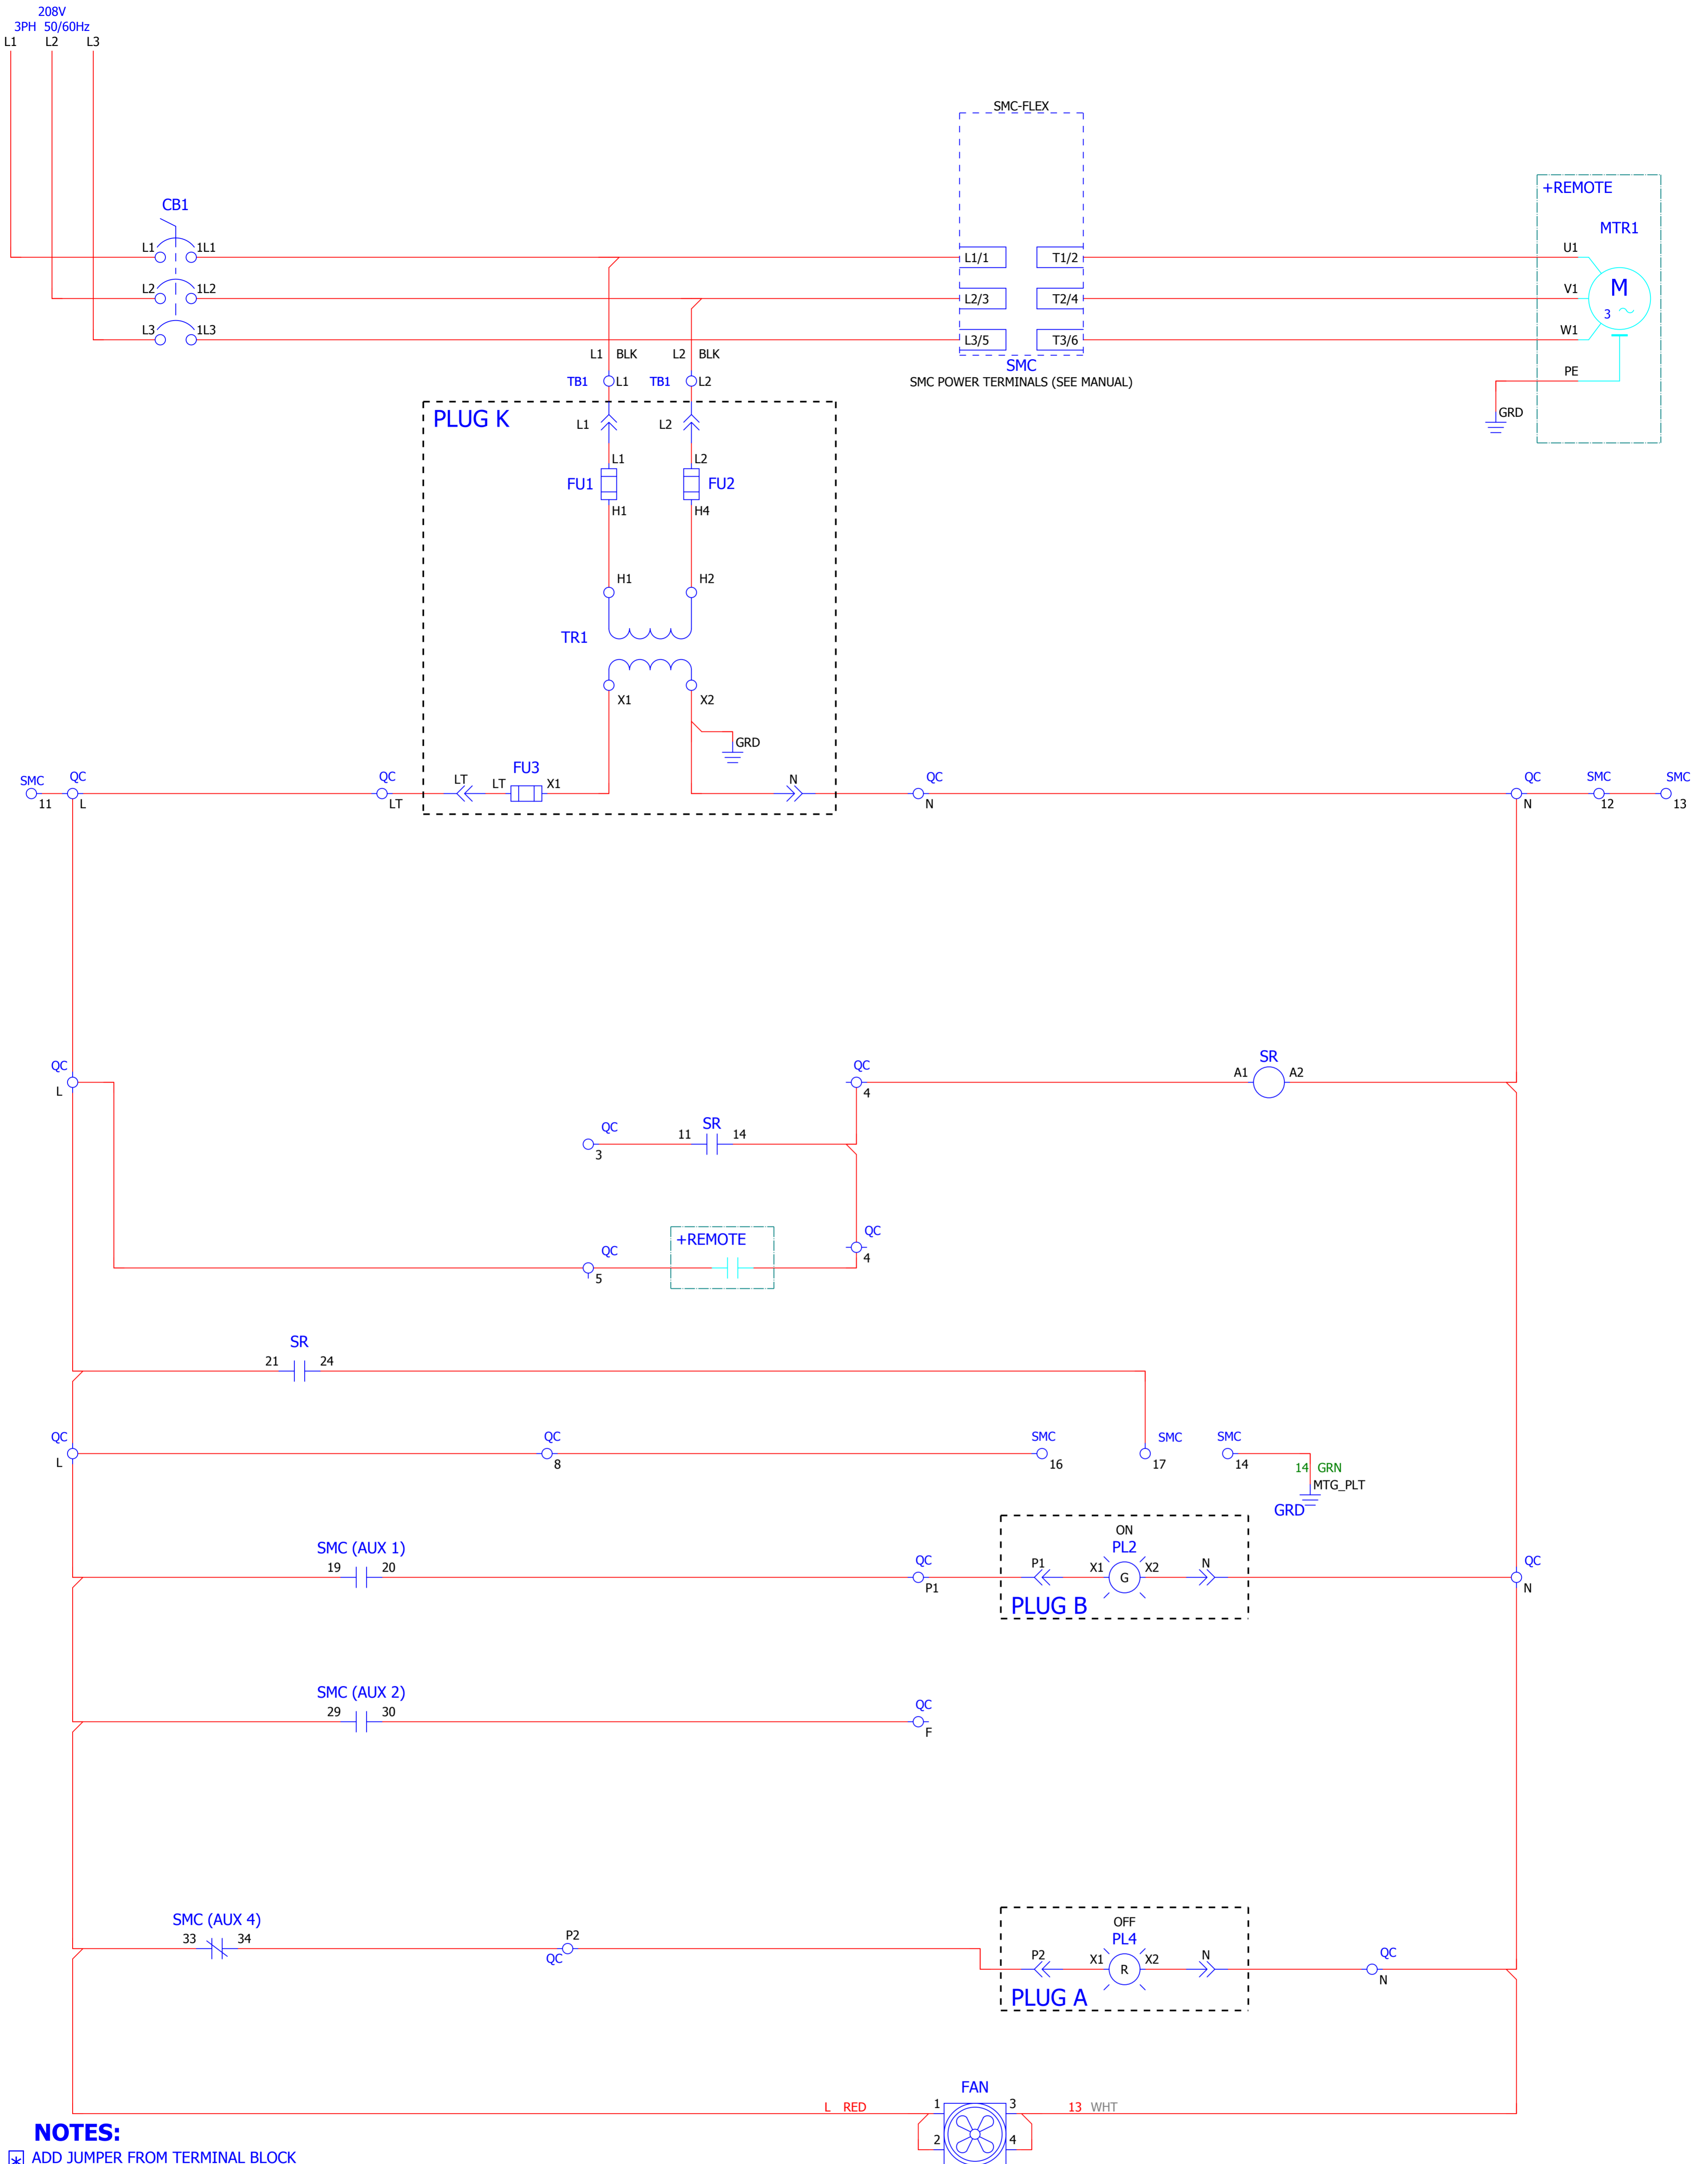 208V
3PH 50/60Hz
L1 L2 L3
SMC-FLEX
+REMOTE
CB1
MTR1
L1 1L1
L1/1 T1/2
U1
L2 1L2
L2/3 T2/4
V1
M
3
L3 1L3
L3/5 T3/6
W1
L1 BLK L2 BLK
SMC
SMC POWER TERMINALS (SEE MANUAL)
PE
TB1 L1 TB1 L2
GRD
PLUG K
L1 L2
L1 L2
FU1 FU2
H1 H4
H1 H2
TR1
X1 X2
GRD
SMC QC QC LT LT FU3 X1 N QC QC SMC SMC
11 L LT N N 12 13
QC QC SR
L 4 A1 A2
QC 11 SR 14
3
+REMOTE QC
QC 4
5
SR
21 24
QC QC SMC SMC SMC
L 8 16 17 14
14 GRN
MTG_PLT
GRD
ON
SMC (AUX 1)
19 20
QC P1 X1 PL2 X2 N QC
P1 G N
PLUG B
SMC (AUX 2)
29 30
QC
F
SMC (AUX 4)
33 34
P2
QC
OFF
PL4
P2 X1 X2 N QC
R N
PLUG A
FAN
L RED 1 3 13 WHT
2 4
NOTES:
* ADD JUMPER FROM TERMINAL BLOCK